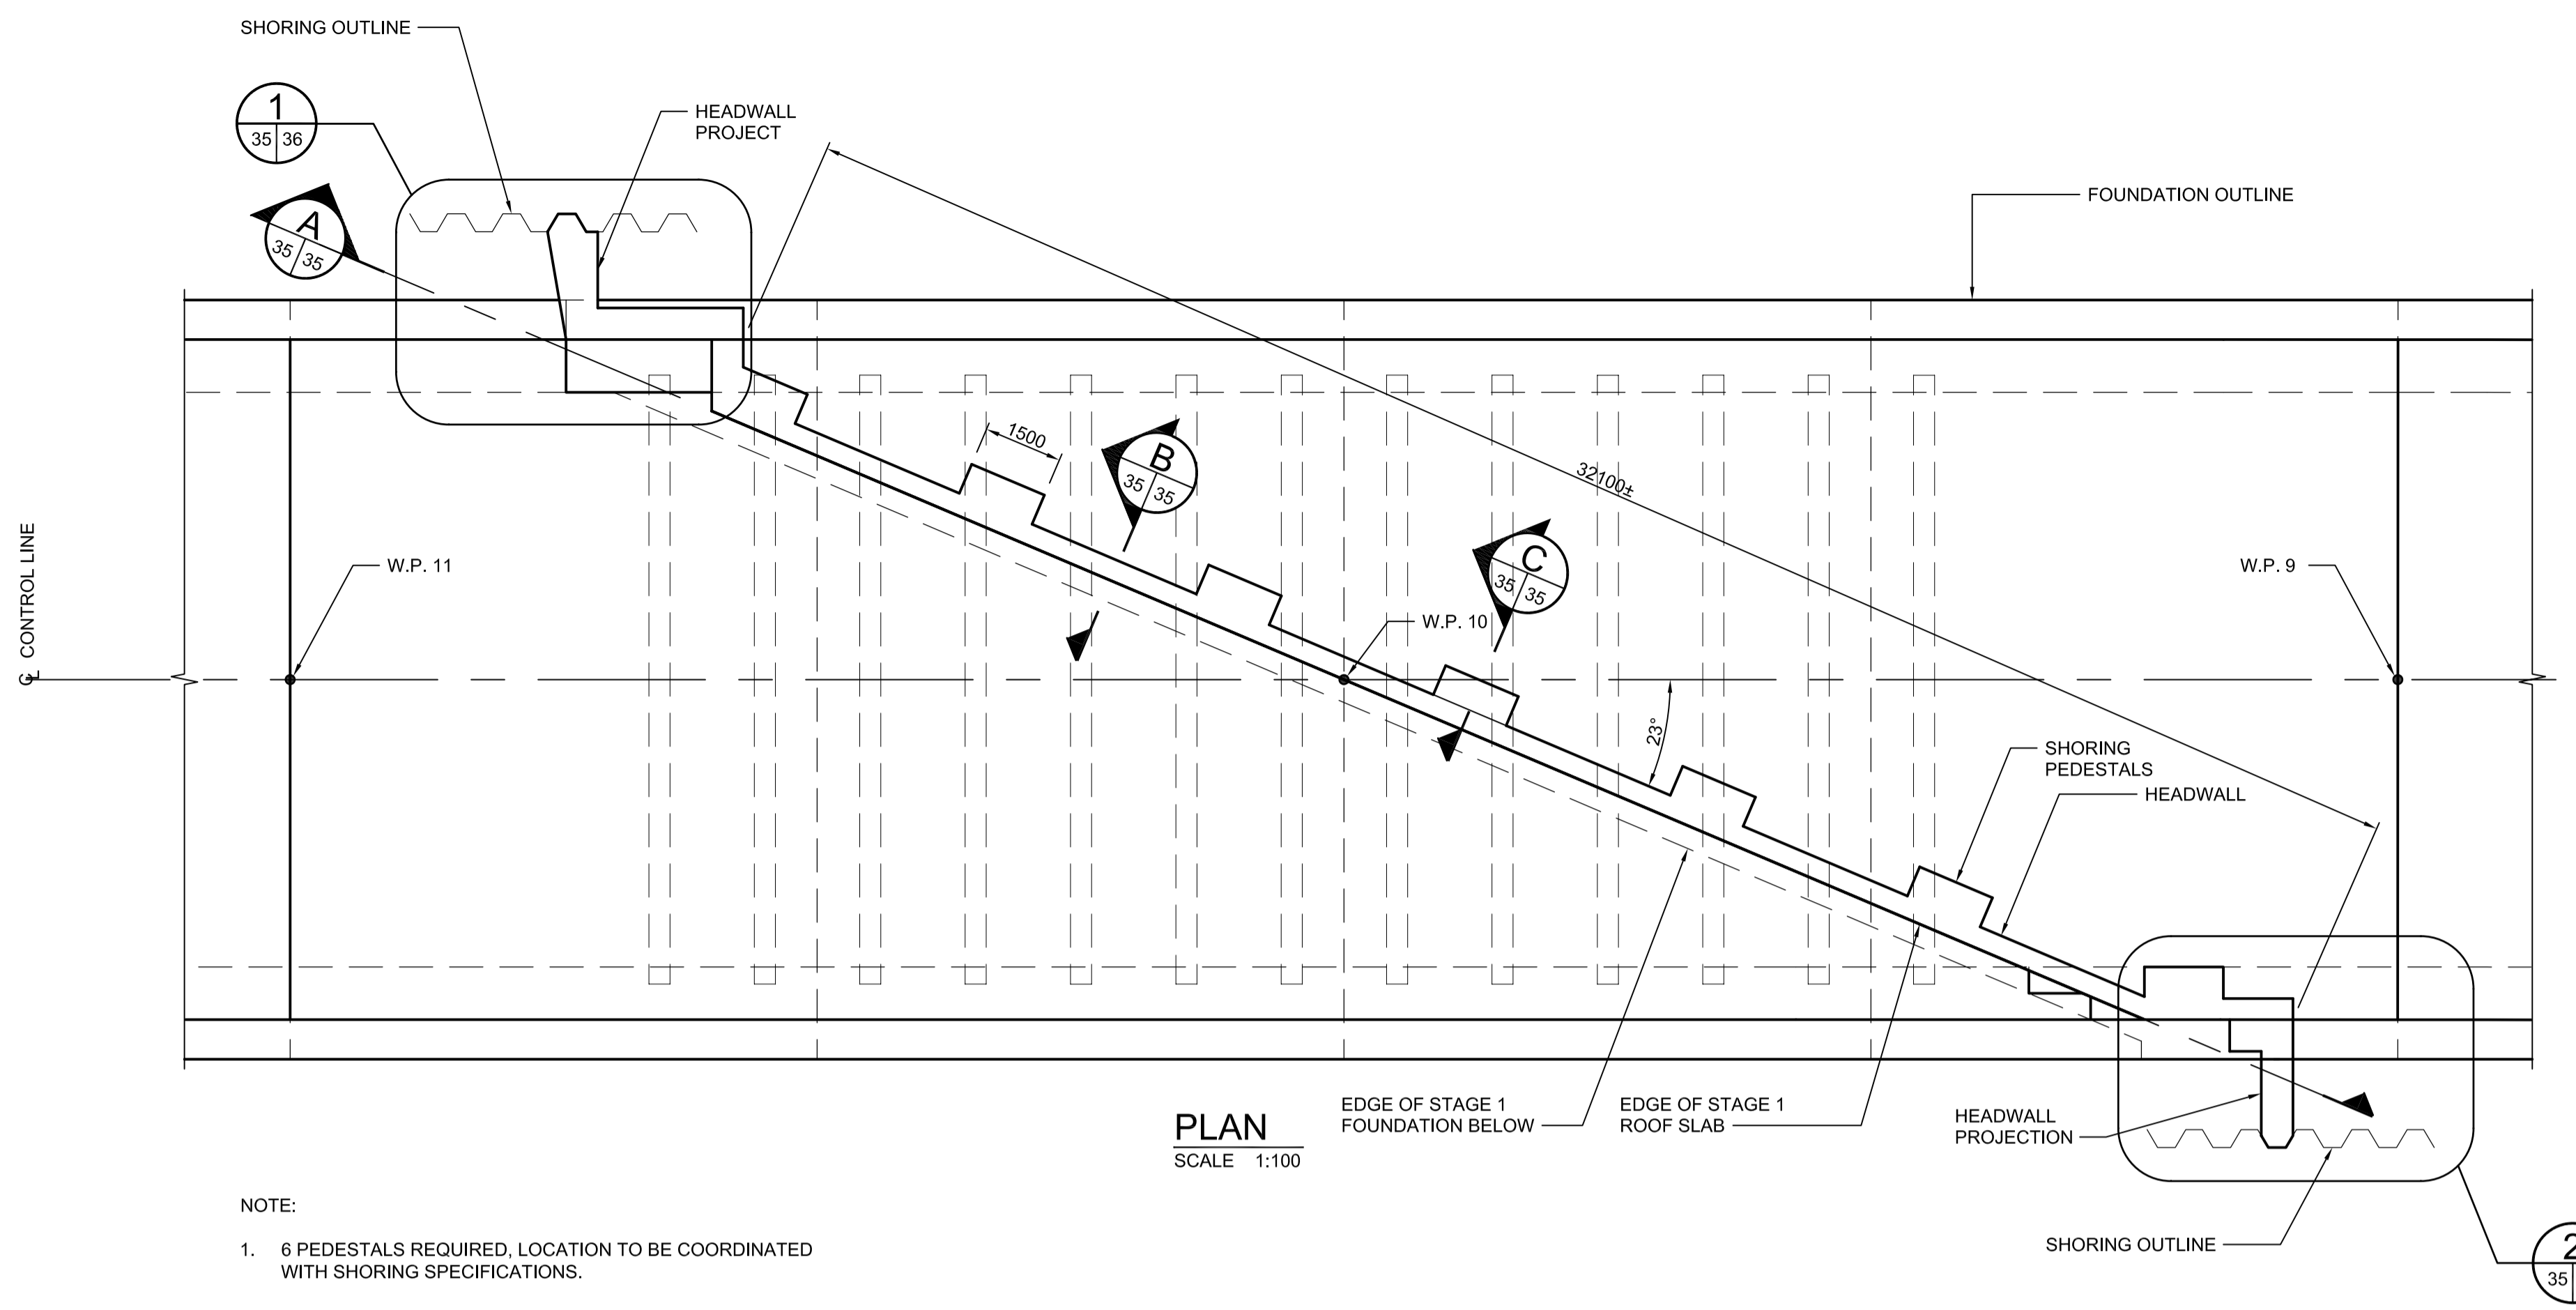 SHORING OUTLINE
1
35 36
HEADWALL
PROJECT
A
35 35
FOUNDATION OUTLINE
1500
B
35 35
32100±
C
35 35
W.P. 11
W.P. 10
W.P. 9
℄ CONTROL LINE
23°
SHORING
PEDESTALS
HEADWALL
PLAN
SCALE 1:100
EDGE OF STAGE 1
FOUNDATION BELOW
EDGE OF STAGE 1
ROOF SLAB
HEADWALL
PROJECTION
SHORING OUTLINE
2
35
NOTE:
1. 6 PEDESTALS REQUIRED, LOCATION TO BE COORDINATED
WITH SHORING SPECIFICATIONS.